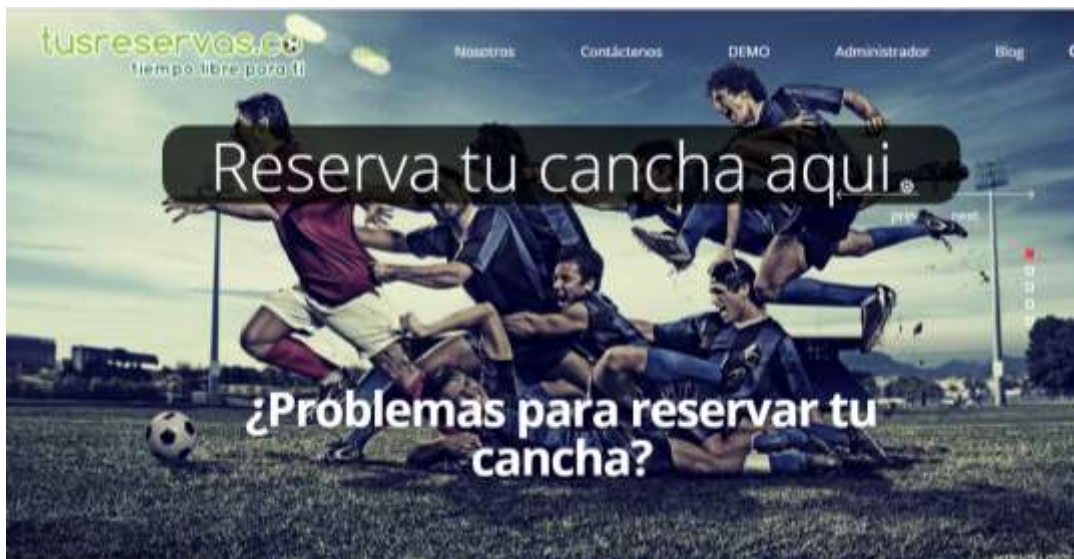 tusreservas.co
tiempo libre para ti
Nosotros Contáctenos DEMO Administrador Blog
Reserva tu cancha aqui.
prev next
¿Problemas para reservar tu
cancha?